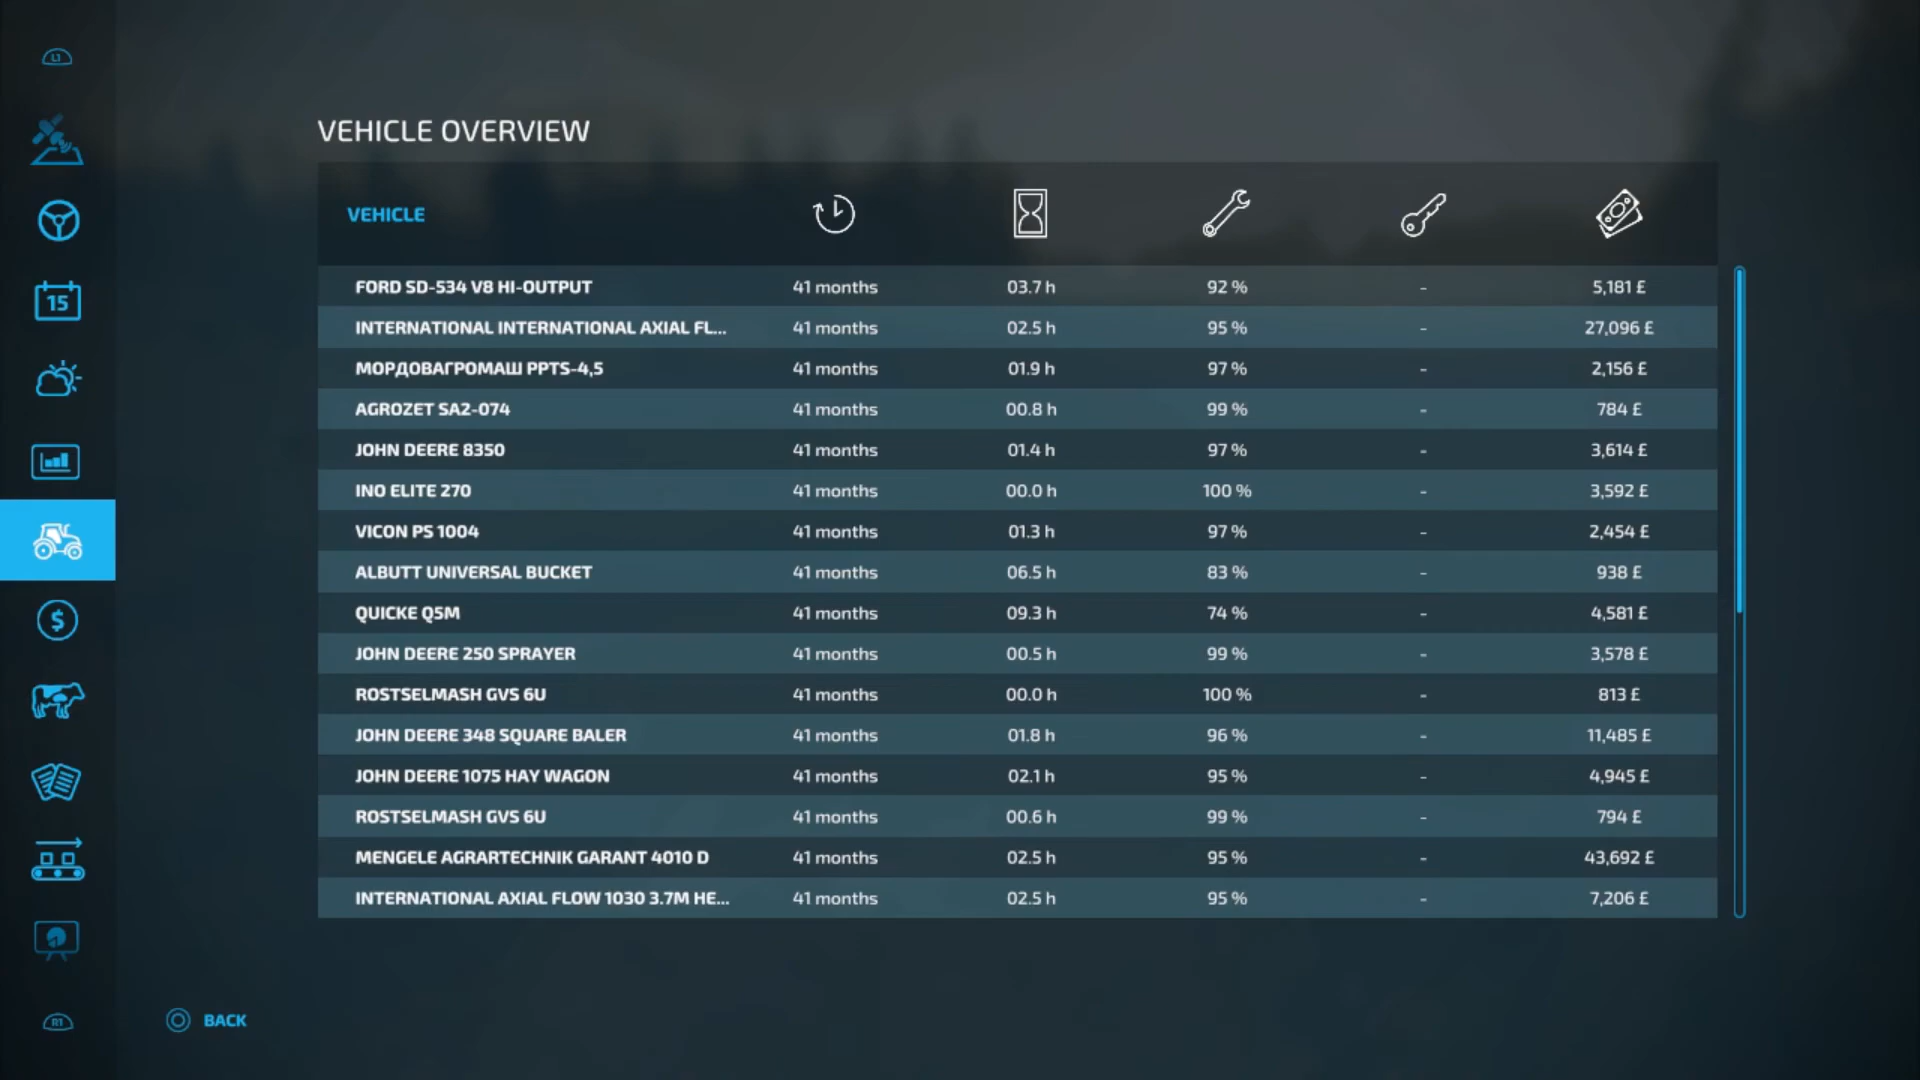 L1
VEHICLE OVERVIEW
VEHICLE
FORD SD-534 V8 HI-OUTPUT 41 months 03.7 h 92 % - 5,181 £
INTERNATIONAL INTERNATIONAL AXIAL FL... 41 months 02.5 h 95 % - 27,096 £
МОРДОВАГРОМАШ PPTS-4,5 41 months 01.9 h 97 % - 2,156 £
AGROZET SA2-074 41 months 00.8 h 99 % - 784 £
JOHN DEERE 8350 41 months 01.4 h 97 % - 3,614 £
INO ELITE 270 41 months 00.0 h 100 % - 3,592 £
VICON PS 1004 41 months 01.3 h 97 % - 2,454 £
ALBUTT UNIVERSAL BUCKET 41 months 06.5 h 83 % - 938 £
QUICKE Q5M 41 months 09.3 h 74 % - 4,581 £
JOHN DEERE 250 SPRAYER 41 months 00.5 h 99 % - 3,578 £
ROSTSELMASH GVS 6U 41 months 00.0 h 100 % - 813 £
JOHN DEERE 348 SQUARE BALER 41 months 01.8 h 96 % - 11,485 £
JOHN DEERE 1075 HAY WAGON 41 months 02.1 h 95 % - 4,945 £
ROSTSELMASH GVS 6U 41 months 00.6 h 99 % - 794 £
MENGELE AGRARTECHNIK GARANT 4010 D 41 months 02.5 h 95 % - 43,692 £
INTERNATIONAL AXIAL FLOW 1030 3.7M HE... 41 months 02.5 h 95 % - 7,206 £
15
$
R1
BACK